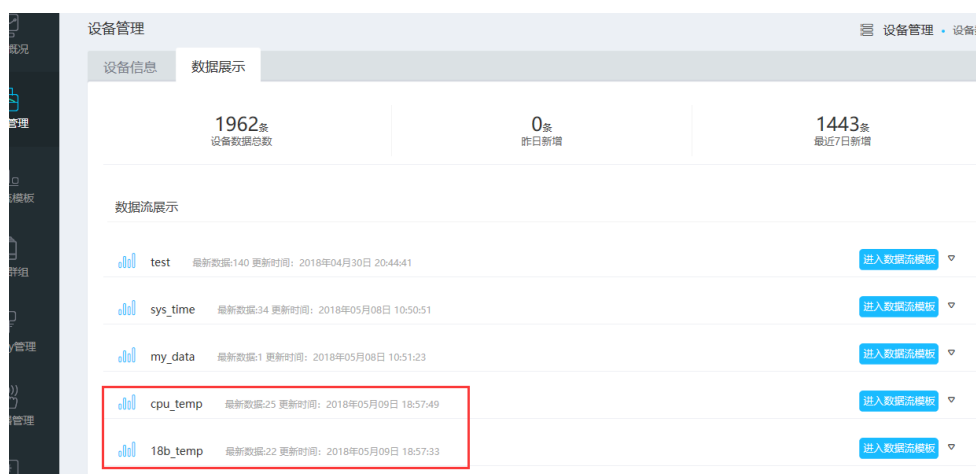 设备管理
设备管理 • 设备
概况
设备信息
数据展示
管理
1962条
设备数据总数
0条
昨日新增
1443条
最近7日新增
模板
数据流展示
test 最新数据:140 更新时间：2018年04月30日 20:44:41 进入数据流模板
群组
sys_time 最新数据:34 更新时间：2018年05月08日 10:50:51 进入数据流模板
y管理
my_data 最新数据:1 更新时间：2018年05月08日 10:51:23 进入数据流模板
cpu_temp 最新数据:25 更新时间：2018年05月09日 18:57:49 进入数据流模板
管理
18b_temp 最新数据:22 更新时间：2018年05月09日 18:57:33 进入数据流模板